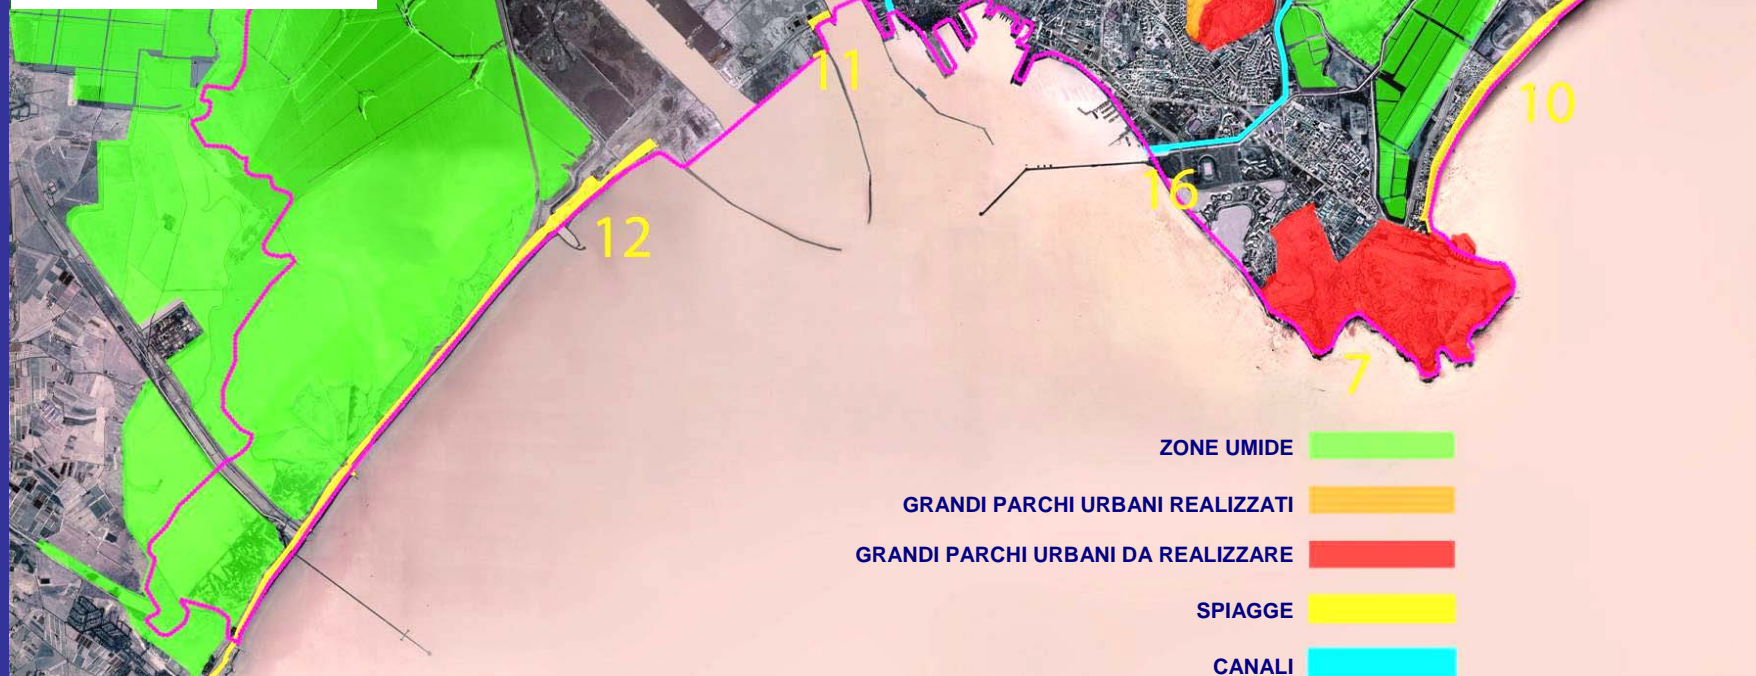 11
10
16
12
7
ZONE UMIDE
GRANDI PARCHI URBANI REALIZZATI
GRANDI PARCHI URBANI DA REALIZZARE
SPIAGGE
CANALI